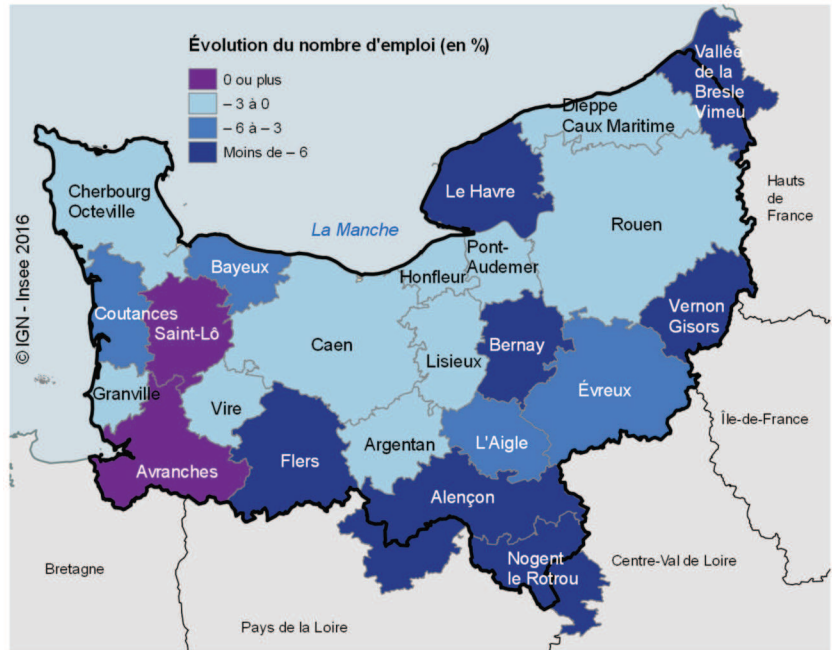 Évolution du nombre d'emploi (en %)
0 ou plus
– 3 à 0
– 6 à – 3
Moins de – 6
Vallée
de la
Bresle
Vimeu
Dieppe
Caux Maritime
Cherbourg
Octeville
Le Havre
Hauts
de
France
La Manche
Rouen
Pont-
Audemer
Bayeux
Honfleur
Coutances
Saint-Lô
Vernon
Gisors
Caen
Bernay
Lisieux
Granville
Évreux
Vire
Île-de-France
Argentan
L'Aigle
Flers
Avranches
Alençon
Nogent
le Rotrou
Centre-Val de Loire
Bretagne
Pays de la Loire
© IGN - Insee 2016